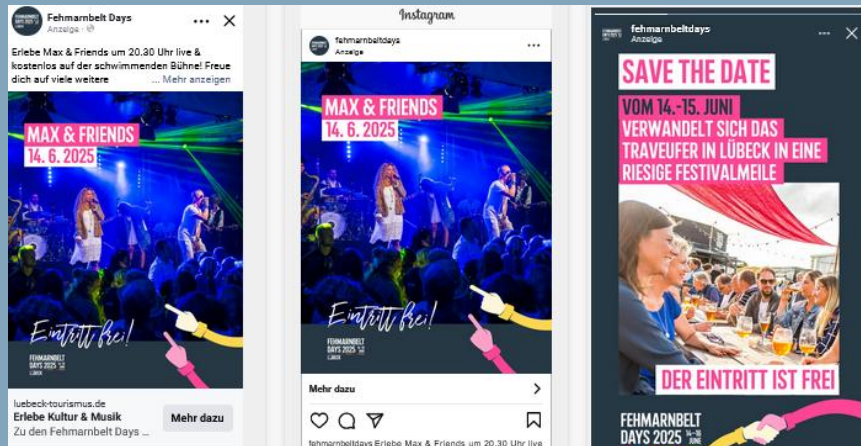 Fehmarnbelt Days
Anzeige
Erlebe Max & Friends um 20.30 Uhr live &
kostenlos auf der schwimmenden Bühne! Freue
dich auf viele weitere ... Mehr anzeigen
MAX & FRIENDS
14. 6. 2025
Eintritt frei!
FEHMARNBELT
DAYS 2025
LÜBECK
luebeck-tourismus.de
Erlebe Kultur & Musik
Zu den Fehmarnbelt Days ...
Mehr dazu
Instagram
fehmarnbeltdays
Anzeige
MAX & FRIENDS
14. 6. 2025
Eintritt frei!
FEHMARNBELT
DAYS 2025
LÜBECK
Mehr dazu
fehmarnbeltdays Erlebe Max & Friends um 20.30 Uhr live
fehmarnbeltdays
Anzeige
SAVE THE DATE
VOM 14.-15. JUNI
VERWANDELT SICH DAS
TRAVEUFER IN LÜBECK IN EINE
RIESIGE FESTIVALMEILE
DER EINTRITT IST FREI
FEHMARNBELT
DAYS 2025 14–15
JUNE